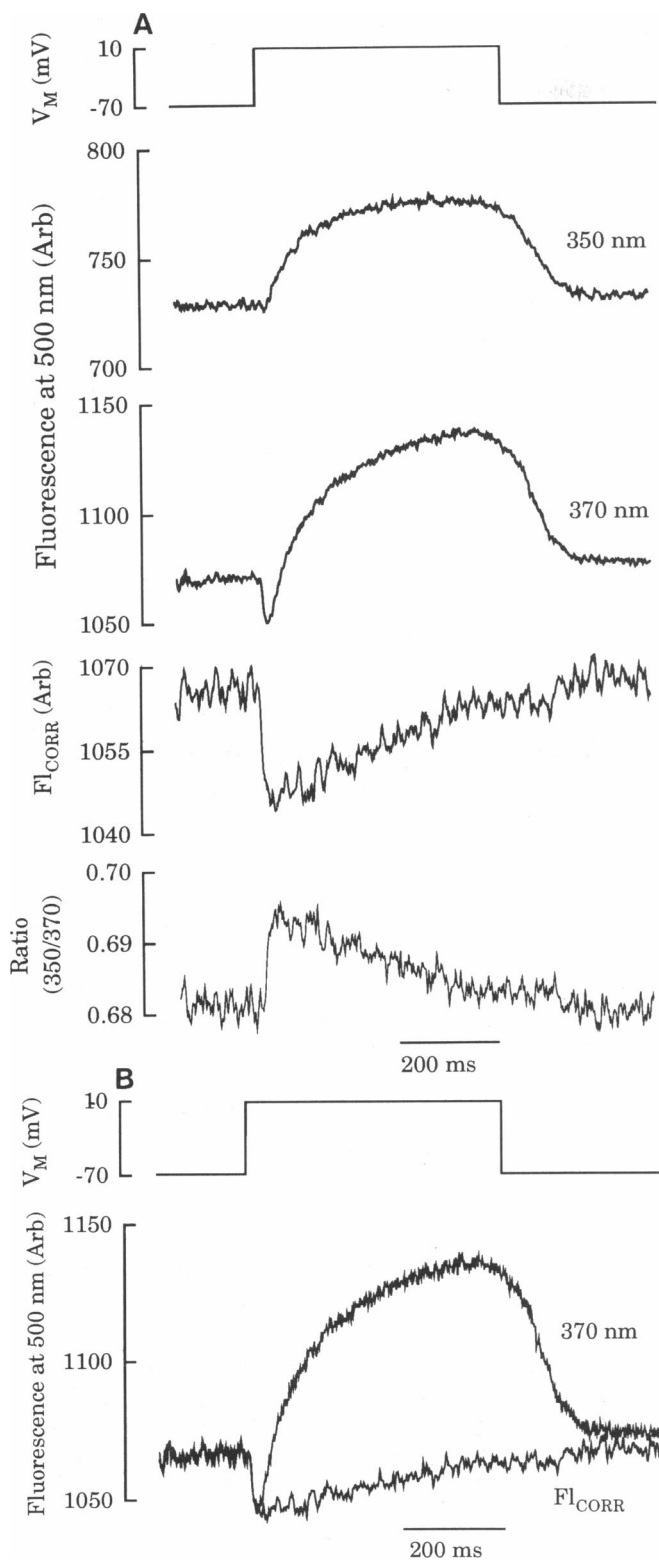 A
10
V_M (mV)
-70
800
350 nm
750
700
Fluorescence at 500 nm (Arb)
1150
1100
370 nm
1050
1070
Fl_CORR (Arb)
1055
1040
0.70
Ratio
(350/370)
0.69
0.68
200 ms
B
10
V_M (mV)
-70
1150
Fluorescence at 500 nm (Arb)
370 nm
1100
1050
Fl_CORR
200 ms